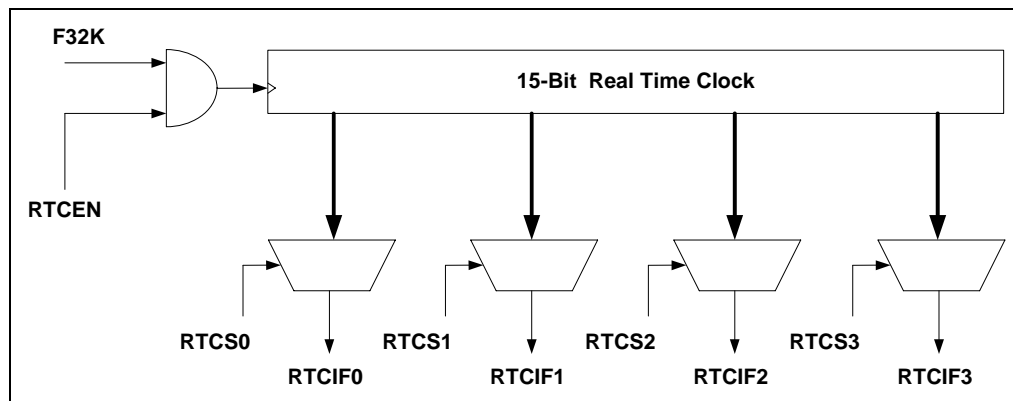 F32K
15-Bit Real Time Clock
RTCEN
RTCS0
RTCS1
RTCS2
RTCS3
RTCIF0
RTCIF1
RTCIF2
RTCIF3